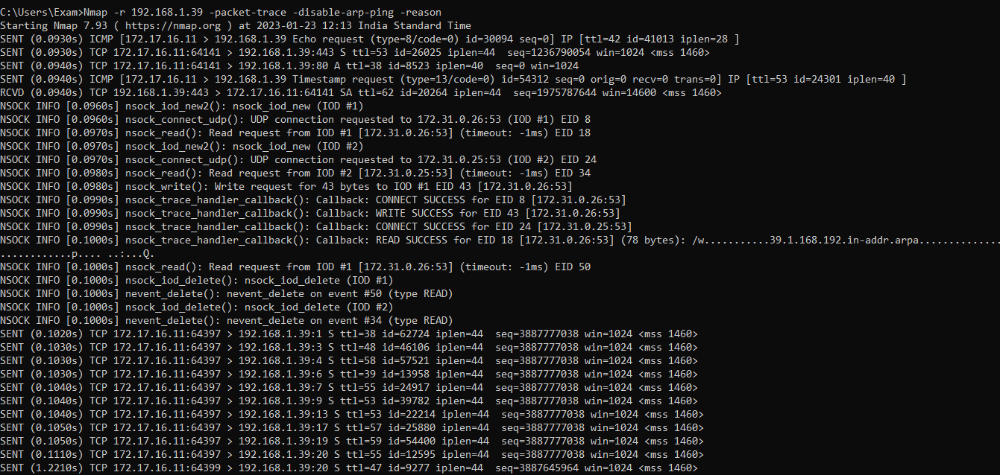 C:\Users\Exam>Nmap -r 192.168.1.39 -packet-trace -disable-arp-ping -reason
Starting Nmap 7.93 ( https://nmap.org ) at 2023-01-23 12:13 India Standard Time
SENT (0.0930s) ICMP [172.17.16.11 > 192.168.1.39 Echo request (type=8/code=0) id=30094 seq=0] IP [ttl=42 id=41013 iplen=28 ]
SENT (0.0930s) TCP 172.17.16.11:64141 > 192.168.1.39:443 S ttl=53 id=26025 iplen=44  seq=1236790054 win=1024 <mss 1460>
SENT (0.0940s) TCP 172.17.16.11:64141 > 192.168.1.39:80 A ttl=38 id=8523 iplen=40  seq=0 win=1024
SENT (0.0940s) ICMP [172.17.16.11 > 192.168.1.39 Timestamp request (type=13/code=0) id=54312 seq=0 orig=0 recv=0 trans=0] IP [ttl=53 id=24301 iplen=40 ]
RCVD (0.0940s) TCP 192.168.1.39:443 > 172.17.16.11:64141 SA ttl=62 id=20264 iplen=44  seq=1975787644 win=14600 <mss 1460>
NSOCK INFO [0.0960s] nsock_iod_new2(): nsock_iod_new (IOD #1)
NSOCK INFO [0.0960s] nsock_connect_udp(): UDP connection requested to 172.31.0.26:53 (IOD #1) EID 8
NSOCK INFO [0.0970s] nsock_read(): Read request from IOD #1 [172.31.0.26:53] (timeout: -1ms) EID 18
NSOCK INFO [0.0970s] nsock_iod_new2(): nsock_iod_new (IOD #2)
NSOCK INFO [0.0970s] nsock_connect_udp(): UDP connection requested to 172.31.0.25:53 (IOD #2) EID 24
NSOCK INFO [0.0980s] nsock_read(): Read request from IOD #2 [172.31.0.25:53] (timeout: -1ms) EID 34
NSOCK INFO [0.0980s] nsock_write(): Write request for 43 bytes to IOD #1 EID 43 [172.31.0.26:53]
NSOCK INFO [0.0990s] nsock_trace_handler_callback(): Callback: CONNECT SUCCESS for EID 8 [172.31.0.26:53]
NSOCK INFO [0.0990s] nsock_trace_handler_callback(): Callback: WRITE SUCCESS for EID 43 [172.31.0.26:53]
NSOCK INFO [0.0990s] nsock_trace_handler_callback(): Callback: CONNECT SUCCESS for EID 24 [172.31.0.25:53]
NSOCK INFO [0.1000s] nsock_trace_handler_callback(): Callback: READ SUCCESS for EID 18 [172.31.0.26:53] (78 bytes): /w...........39.1.168.192.in-addr.arpa.............
............p.... ..:...Q.
NSOCK INFO [0.1000s] nsock_read(): Read request from IOD #1 [172.31.0.26:53] (timeout: -1ms) EID 50
NSOCK INFO [0.1000s] nsock_iod_delete(): nsock_iod_delete (IOD #1)
NSOCK INFO [0.1000s] nevent_delete(): nevent_delete on event #50 (type READ)
NSOCK INFO [0.1000s] nsock_iod_delete(): nsock_iod_delete (IOD #2)
NSOCK INFO [0.1000s] nevent_delete(): nevent_delete on event #34 (type READ)
SENT (0.1020s) TCP 172.17.16.11:64397 > 192.168.1.39:1 S ttl=38 id=62724 iplen=44  seq=3887777038 win=1024 <mss 1460>
SENT (0.1030s) TCP 172.17.16.11:64397 > 192.168.1.39:3 S ttl=48 id=46106 iplen=44  seq=3887777038 win=1024 <mss 1460>
SENT (0.1030s) TCP 172.17.16.11:64397 > 192.168.1.39:4 S ttl=58 id=57521 iplen=44  seq=3887777038 win=1024 <mss 1460>
SENT (0.1030s) TCP 172.17.16.11:64397 > 192.168.1.39:6 S ttl=39 id=13958 iplen=44  seq=3887777038 win=1024 <mss 1460>
SENT (0.1040s) TCP 172.17.16.11:64397 > 192.168.1.39:7 S ttl=55 id=24917 iplen=44  seq=3887777038 win=1024 <mss 1460>
SENT (0.1040s) TCP 172.17.16.11:64397 > 192.168.1.39:9 S ttl=53 id=39782 iplen=44  seq=3887777038 win=1024 <mss 1460>
SENT (0.1040s) TCP 172.17.16.11:64397 > 192.168.1.39:13 S ttl=53 id=22214 iplen=44  seq=3887777038 win=1024 <mss 1460>
SENT (0.1050s) TCP 172.17.16.11:64397 > 192.168.1.39:17 S ttl=57 id=25880 iplen=44  seq=3887777038 win=1024 <mss 1460>
SENT (0.1050s) TCP 172.17.16.11:64397 > 192.168.1.39:19 S ttl=59 id=54400 iplen=44  seq=3887777038 win=1024 <mss 1460>
SENT (0.1110s) TCP 172.17.16.11:64397 > 192.168.1.39:20 S ttl=55 id=12595 iplen=44  seq=3887777038 win=1024 <mss 1460>
SENT (1.2210s) TCP 172.17.16.11:64399 > 192.168.1.39:20 S ttl=47 id=9277 iplen=44  seq=3887645964 win=1024 <mss 1460>